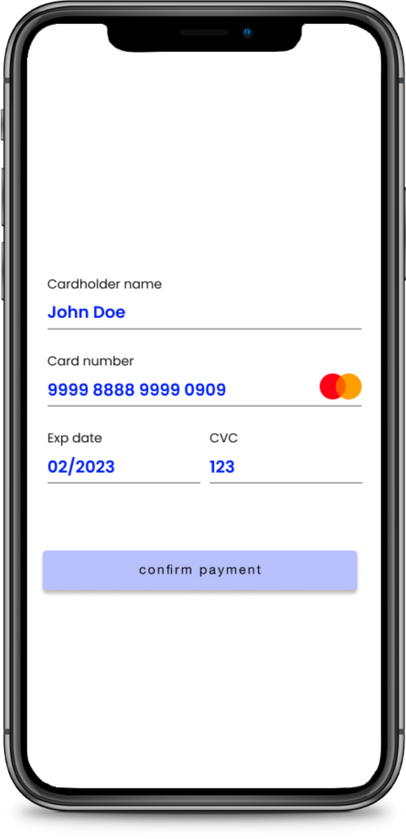 Cardholder name
John Doe
Card number
9999 8888 9999 0909
Exp date CVC
02/2023 123
confirm payment